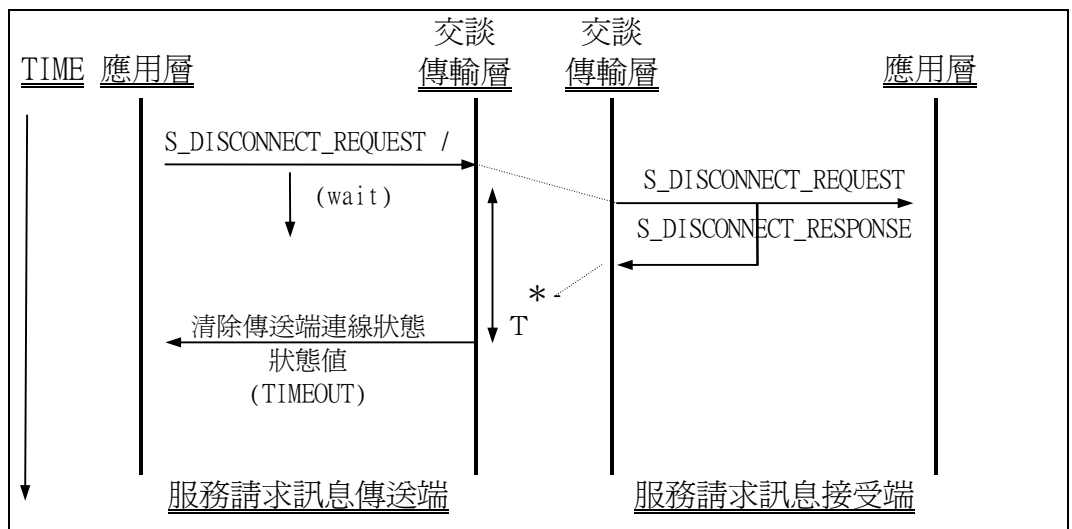 交談 交談
TIME 應用層 傳輸層 傳輸層 應用層
S_DISCONNECT_REQUEST /
S_DISCONNECT_REQUEST
(wait)
S_DISCONNECT_RESPONSE
*
T
清除傳送端連線狀態
狀態值
(TIMEOUT)
服務請求訊息傳送端 服務請求訊息接受端